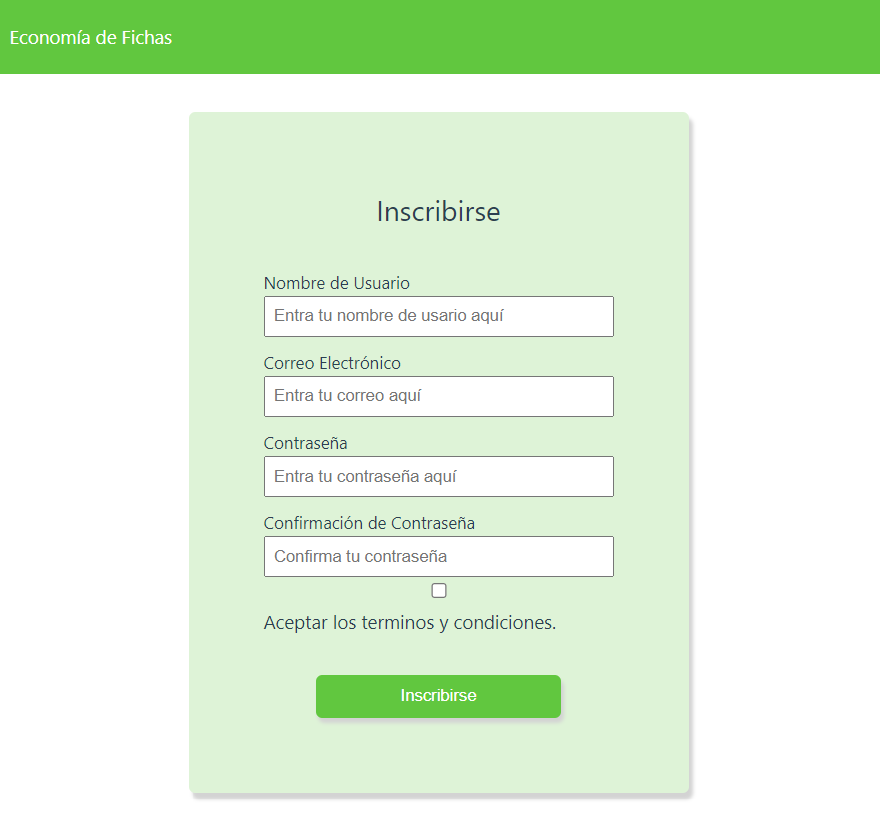 Economía de Fichas
Inscribirse
Nombre de Usuario
Entra tu nombre de usario aquí
Correo Electrónico
Entra tu correo aquí
Contraseña
Entra tu contraseña aquí
Confirmación de Contraseña
Confirma tu contraseña
Aceptar los terminos y condiciones.
Inscribirse